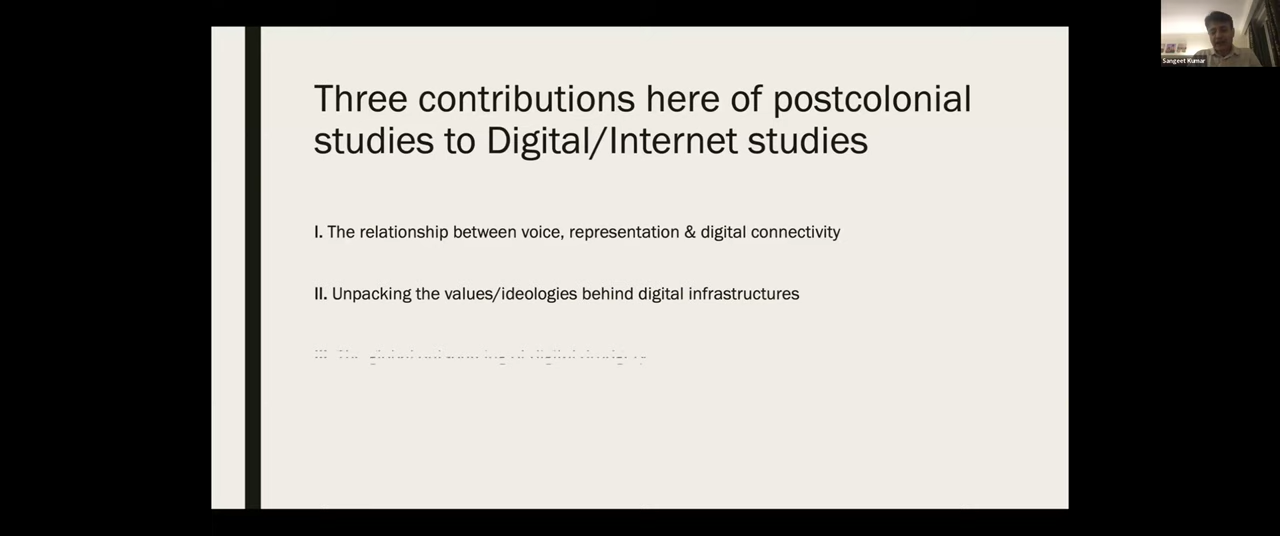 Three contributions here of postcolonial
studies to Digital/Internet studies
I. The relationship between voice, representation & digital connectivity
II. Unpacking the values/ideologies behind digital infrastructures
Sangeet Kumar